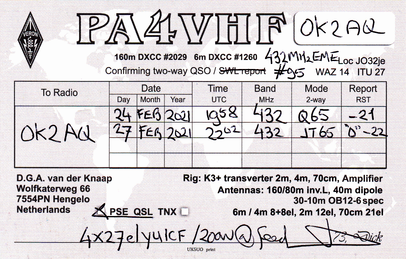 PA4VHF
OK2AQ
160m DXCC #2029 6m DXCC #1260 432MHz EME Loc JO32je
Confirming two-way QSO / SWL report #95 WAZ 14 ITU 27
To Radio Date Time Band Mode Report
Day Month Year UTC MHz 2-way RST
24 FEB 2021 1958 432 Q65 -21
OK2AQ 27 FEB 2021 2202 432 JT65 "O"-22
D.G.A. van der Knaap Rig: K3+ transverter 2m, 4m, 70cm, Amplifier
Wolfkaterweg 66 Antennas: 160/80m inv.L, 40m dipole
7554PN Hengelo 30-10m OB12-6 spec
Netherlands PSE QSL TNX 6m / 4m 8+8el, 2m 12el, 70cm 21el
4x27el yu1CF / 200W @ feed 73, Dick
UX5UO print